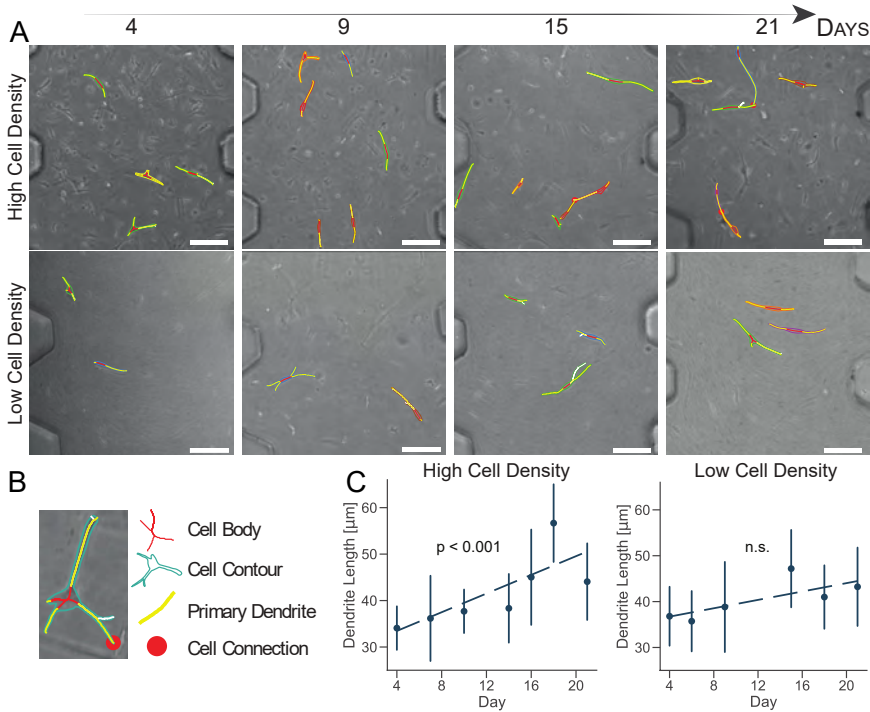 A
4
9
15
21
DAYS
High Cell Density
Low Cell Density
B
Cell Body
Cell Contour
Primary Dendrite
Cell Connection
C
High Cell Density
Dendrite Length [µm]
60
50
40
30
p < 0.001
4
8
12
16
20
Day
Low Cell Density
Dendrite Length [µm]
60
50
40
30
n.s.
4
8
12
16
20
Day